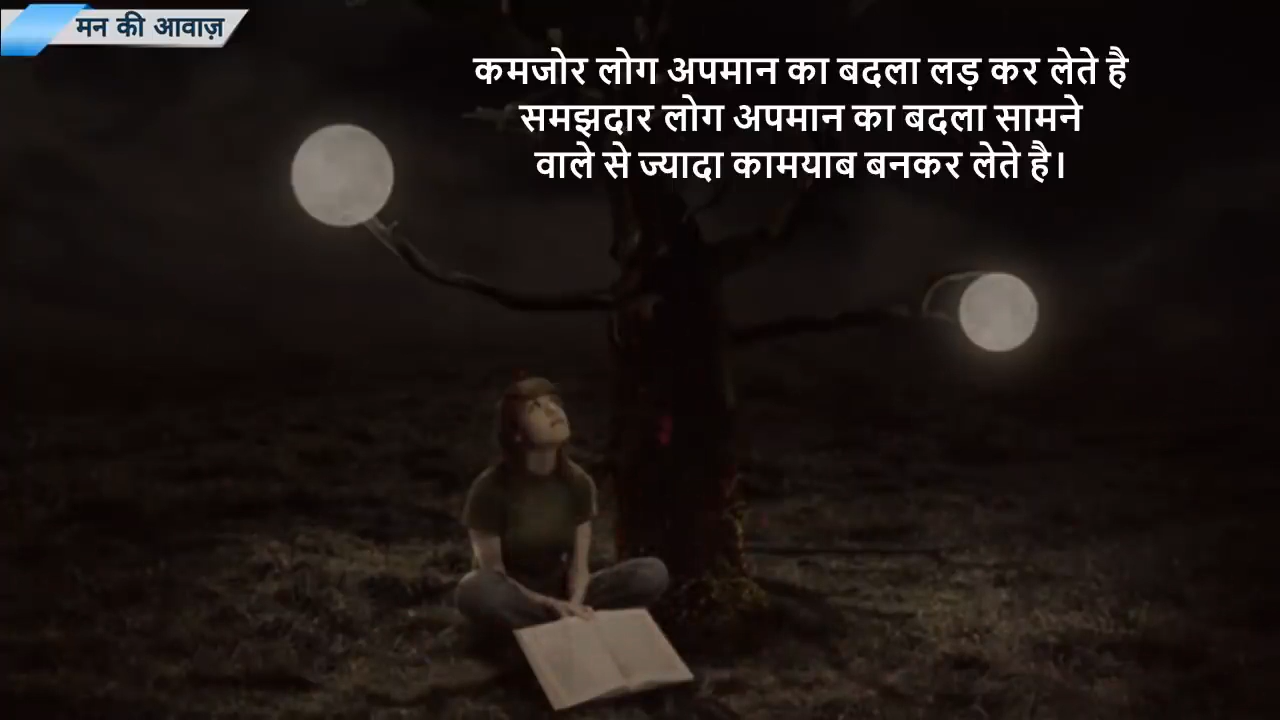 मन की आवाज़
कमजोर लोग अपमान का बदला लड़ कर लेते है
समझदार लोग अपमान का बदला सामने
वाले से ज्यादा कामयाब बनकर लेते है।